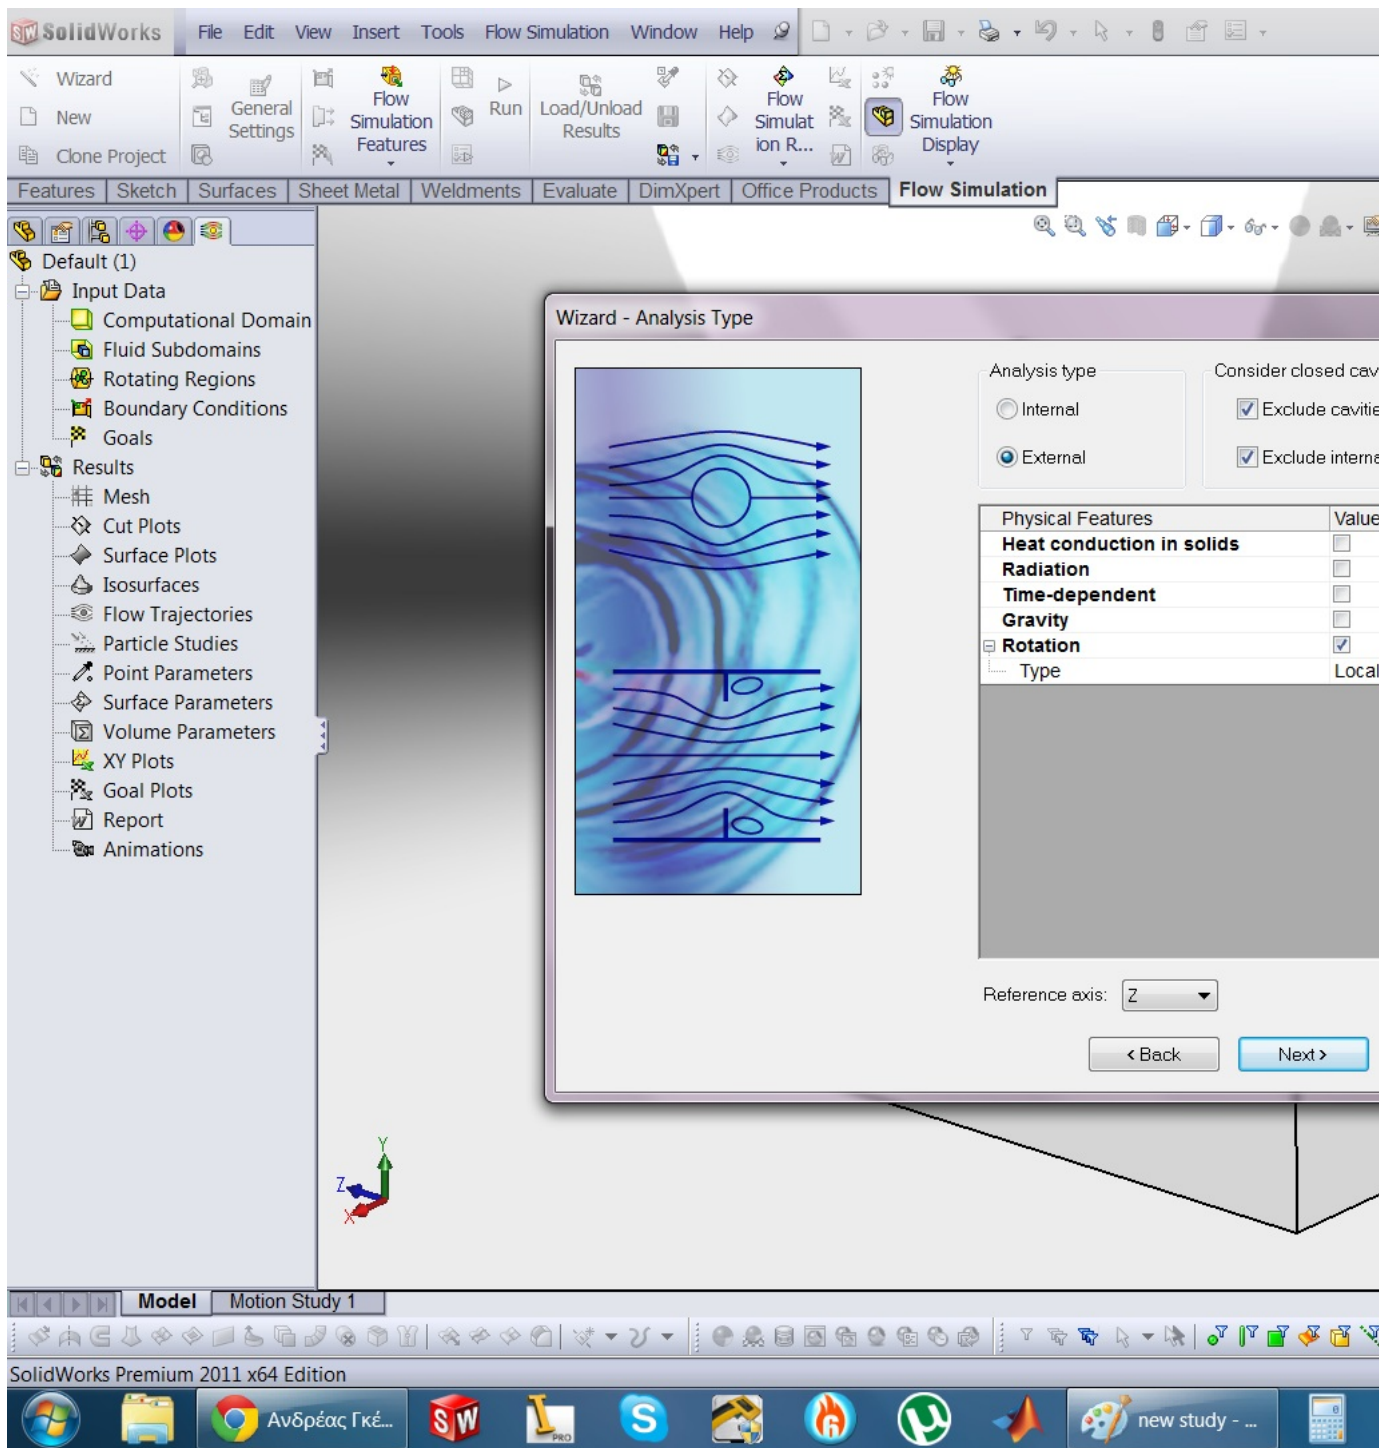 SolidWorks File Edit View Insert Tools Flow Simulation Window Help
Wizard
New
Clone Project
General
Settings
Flow
Simulation
Features
Run
Load/Unload
Results
Flow
Simulat
ion R...
Flow
Simulation
Display
Features Sketch Surfaces Sheet Metal Weldments Evaluate DimXpert Office Products Flow Simulation
Default (1)
Input Data
Computational Domain
Fluid Subdomains
Rotating Regions
Boundary Conditions
Goals
Results
Mesh
Cut Plots
Surface Plots
Isosurfaces
Flow Trajectories
Particle Studies
Point Parameters
Surface Parameters
Volume Parameters
XY Plots
Goal Plots
Report
Animations
Wizard - Analysis Type
Analysis type
Internal
External
Consider closed cav
Exclude cavitie
Exclude interna
Physical Features Value
Heat conduction in solids
Radiation
Time-dependent
Gravity
Rotation
Type Local
Reference axis: Z
< Back Next >
Y
Z
X
Model Motion Study 1
SolidWorks Premium 2011 x64 Edition
Ανδρέας Γκέ...
SW
PRO
new study - ...